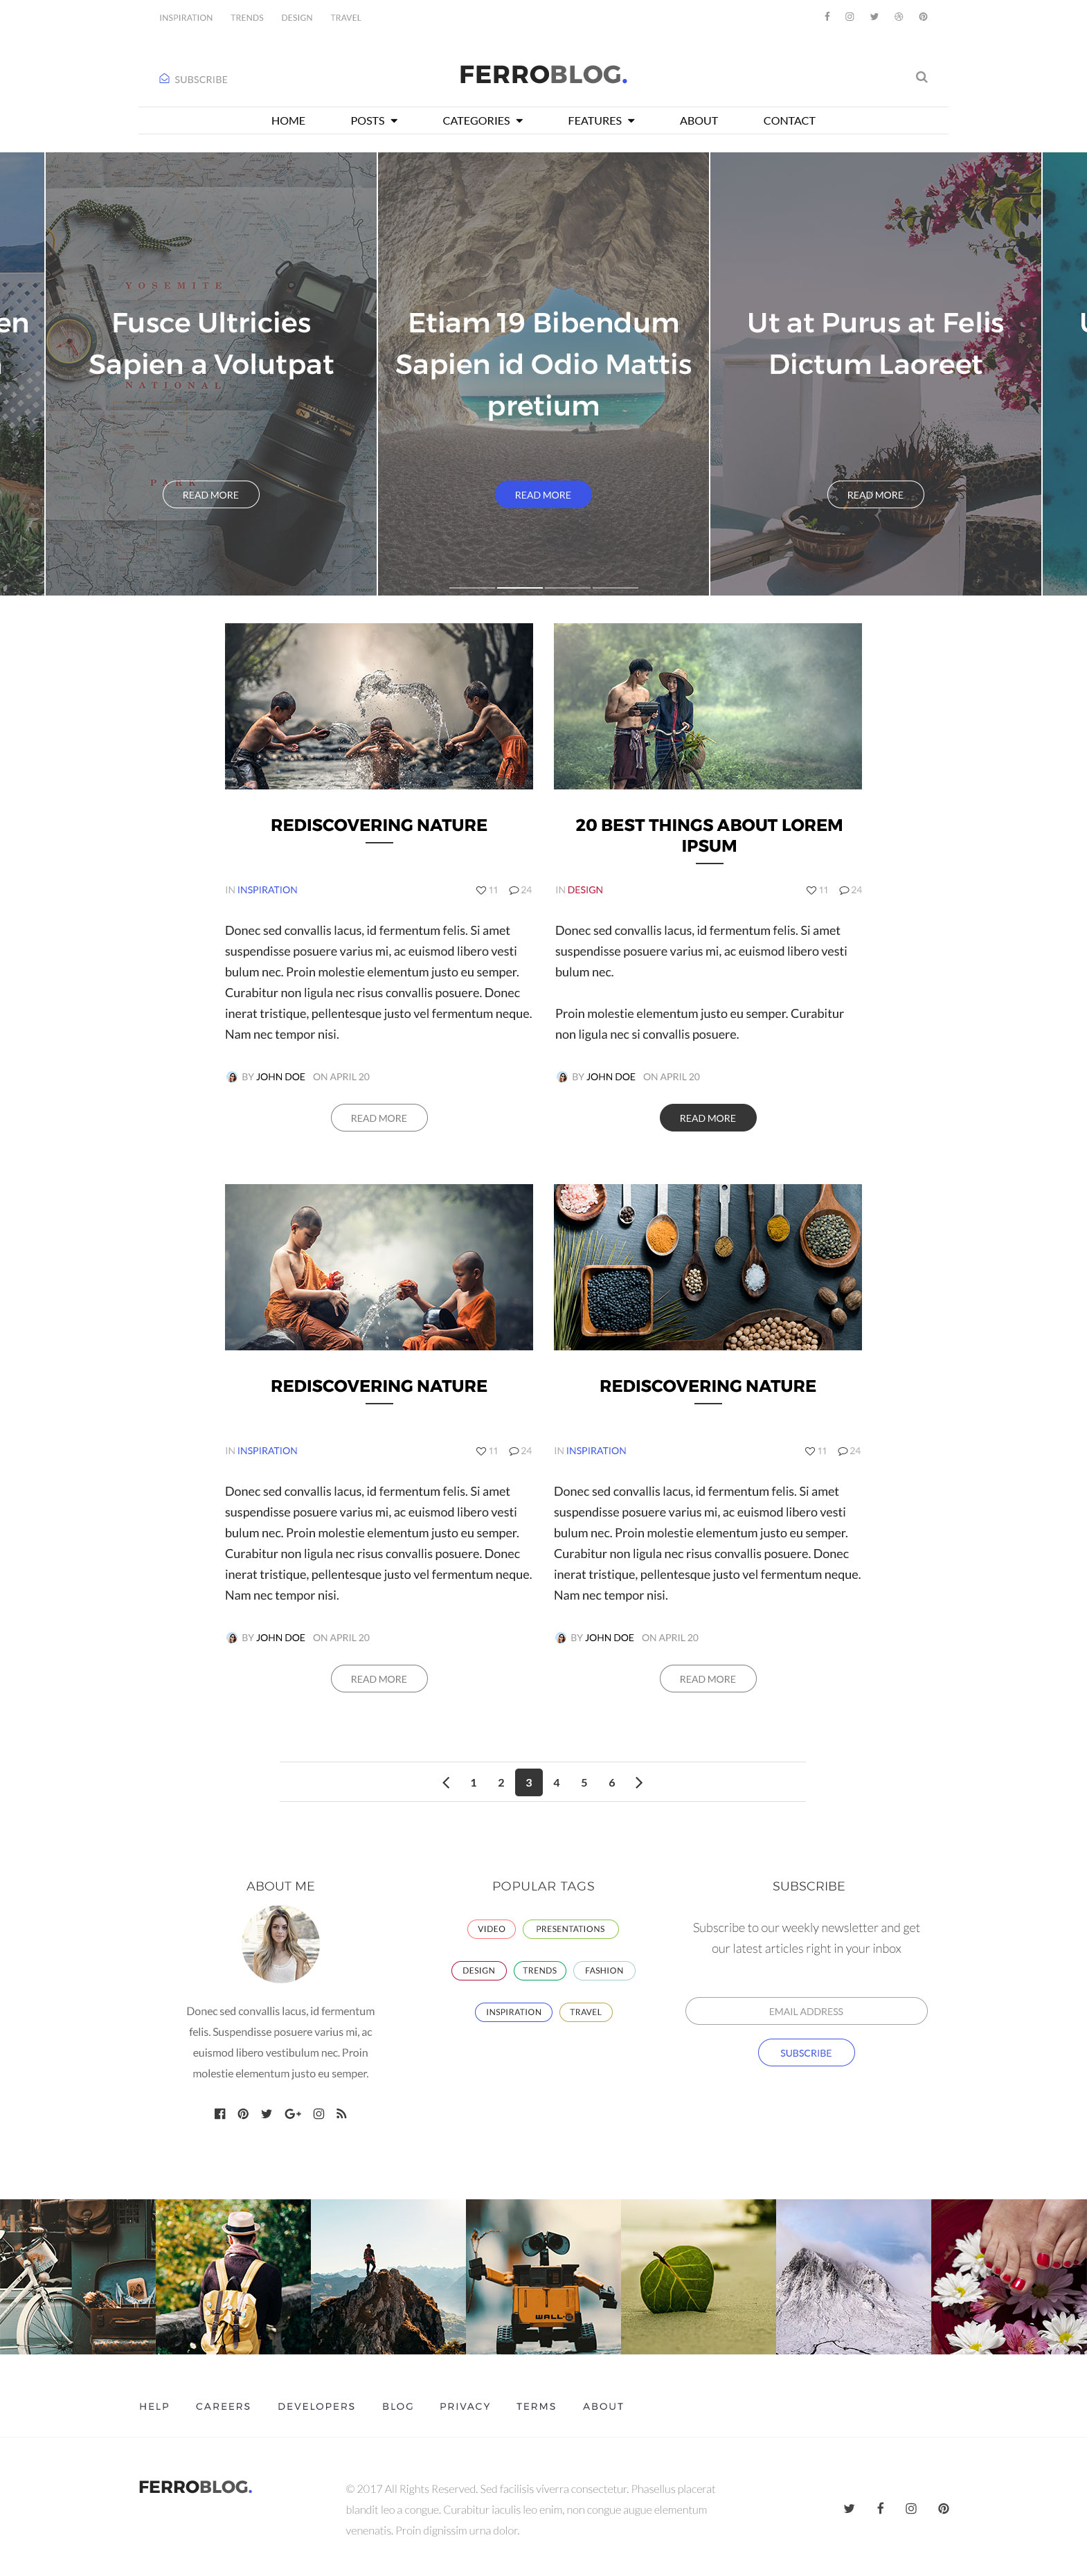 INSPIRATION TRENDS DESIGN TRAVEL
SUBSCRIBE
FERROBLOG.
HOME POSTS CATEGORIES FEATURES ABOUT CONTACT
en
Fusce Ultricies
Sapien a Volutpat
YOSEMITE
NATIONAL
PARK
READ MORE
Etiam 19 Bibendum
Sapien id Odio Mattis
pretium
READ MORE
Ut at Purus at Felis
Dictum Laoreet
READ MORE
REDISCOVERING NATURE
IN INSPIRATION 11 24
Donec sed convallis lacus, id fermentum felis. Si amet
suspendisse posuere varius mi, ac euismod libero vesti
bulum nec. Proin molestie elementum justo eu semper.
Curabitur non ligula nec risus convallis posuere. Donec
inerat tristique, pellentesque justo vel fermentum neque.
Nam nec tempor nisi.
BY JOHN DOE ON APRIL 20
READ MORE
20 BEST THINGS ABOUT LOREM
IPSUM
IN DESIGN 11 24
Donec sed convallis lacus, id fermentum felis. Si amet
suspendisse posuere varius mi, ac euismod libero vesti
bulum nec.
Proin molestie elementum justo eu semper. Curabitur
non ligula nec si convallis posuere.
BY JOHN DOE ON APRIL 20
READ MORE
REDISCOVERING NATURE
IN INSPIRATION 11 24
Donec sed convallis lacus, id fermentum felis. Si amet
suspendisse posuere varius mi, ac euismod libero vesti
bulum nec. Proin molestie elementum justo eu semper.
Curabitur non ligula nec risus convallis posuere. Donec
inerat tristique, pellentesque justo vel fermentum neque.
Nam nec tempor nisi.
BY JOHN DOE ON APRIL 20
READ MORE
REDISCOVERING NATURE
IN INSPIRATION 11 24
Donec sed convallis lacus, id fermentum felis. Si amet
suspendisse posuere varius mi, ac euismod libero vesti
bulum nec. Proin molestie elementum justo eu semper.
Curabitur non ligula nec risus convallis posuere. Donec
inerat tristique, pellentesque justo vel fermentum neque.
Nam nec tempor nisi.
BY JOHN DOE ON APRIL 20
READ MORE
1 2 3 4 5 6
ABOUT ME
Donec sed convallis lacus, id fermentum
felis. Suspendisse posuere varius mi, ac
euismod libero vestibulum nec. Proin
molestie elementum justo eu semper.
POPULAR TAGS
VIDEO PRESENTATIONS
DESIGN TRENDS FASHION
INSPIRATION TRAVEL
SUBSCRIBE
Subscribe to our weekly newsletter and get
our latest articles right in your inbox
EMAIL ADDRESS
SUBSCRIBE
WALL·E
HELP CAREERS DEVELOPERS BLOG PRIVACY TERMS ABOUT
FERROBLOG.
© 2017 All Rights Reserved. Sed facilisis viverra consectetur. Phasellus placerat
blandit leo a congue. Curabitur iaculis leo enim, non congue augue elementum
venenatis. Proin dignissim urna dolor.